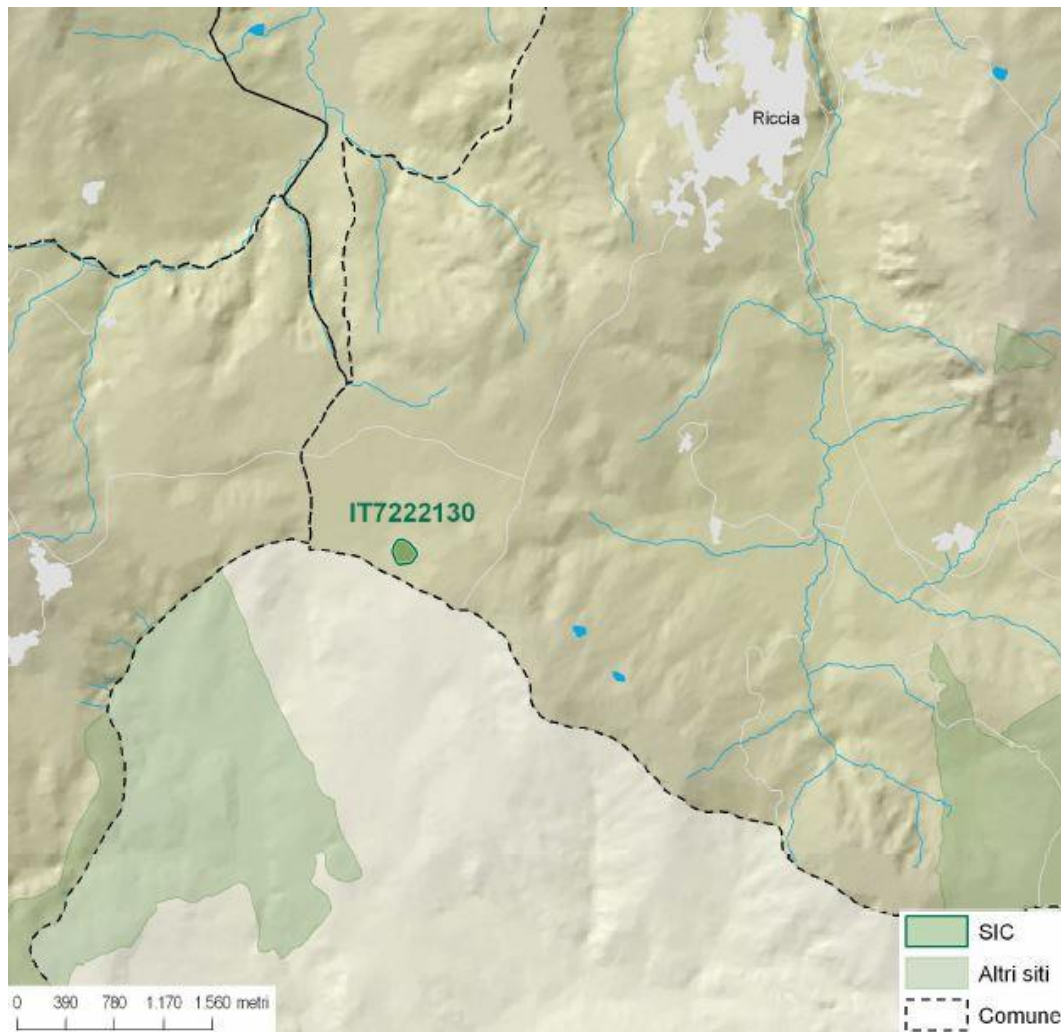 Riccia
IT7222130
SIC
Altri siti
Comune
0 390 780 1.170 1.560 metri